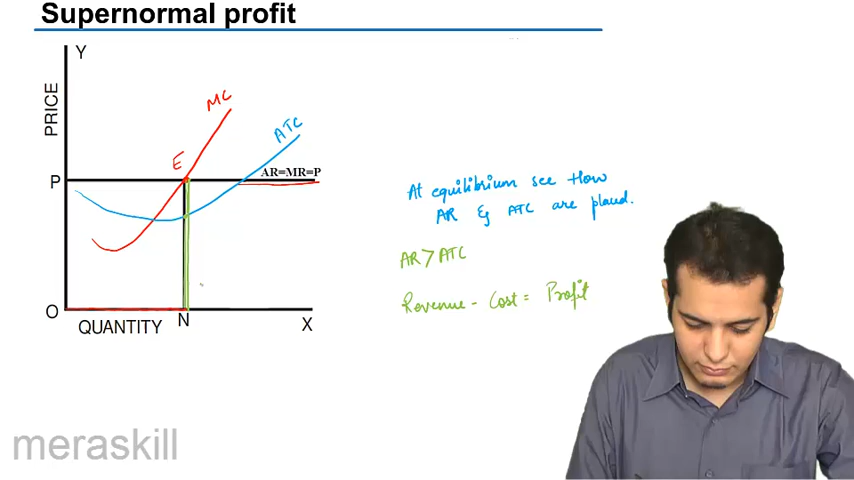 Supernormal profit
Y
PRICE
MC
ATC
E
AR=MR=P
P
At equilibrium see How
AR & ATC are placed.
AR > ATC
Revenue - Cost = Profit
O
QUANTITY
N
X
meraskill